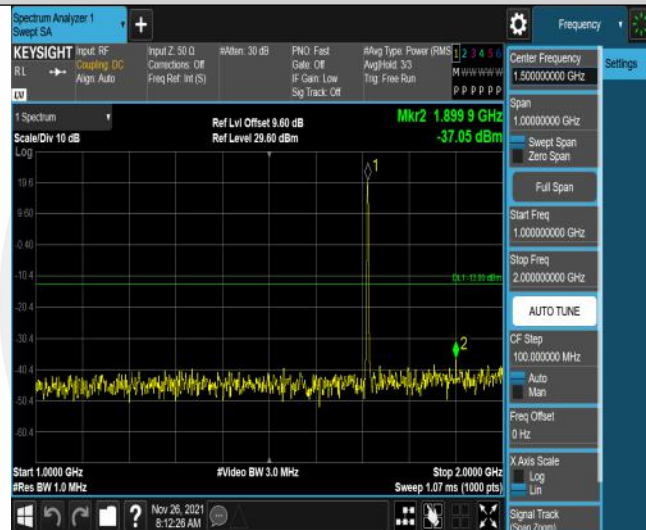 Spectrum Analyzer 1
Swept SA
+
Frequency
KEYSIGHT
RL
Input: RF
Coupling: DC
Align: Auto
Input Z: 50 Ω
Corrections: Off
Freq Ref: Int (S)
#Atten: 30 dB
PNO: Fast
Gate: Off
IF Gain: Low
Sig Track: Off
#Avg Type: Power (RMS
Avg|Hold: 3/3
Trig: Free Run
1 2 3 4 5 6
M W W W W W
P P P P P P
1 Spectrum
Scale/Div 10 dB
Log
Ref Lvl Offset 9.60 dB
Ref Level 29.60 dBm
Mkr2 1.899 9 GHz
-37.05 dBm
1
19.6
9.60
-0.40
-10.4
DL1 -13.00 dBm
-20.4
-30.4
2
-40.4
-50.4
-60.4
Start 1.0000 GHz
#Res BW 1.0 MHz
#Video BW 3.0 MHz
Stop 2.0000 GHz
Sweep 1.07 ms (1000 pts)
Nov 26, 2021
8:12:26 AM
Center Frequency
1.500000000 GHz
Settings
Span
1.00000000 GHz
Swept Span
Zero Span
Full Span
Start Freq
1.000000000 GHz
Stop Freq
2.000000000 GHz
AUTO TUNE
CF Step
100.000000 MHz
Auto
Man
Freq Offset
0 Hz
X Axis Scale
Log
Lin
Signal Track
(Span Zoom)